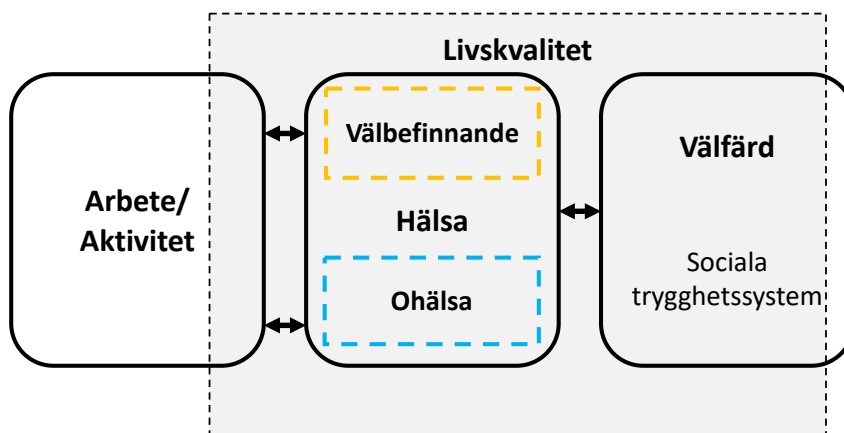 Livskvalitet
Arbete/
Aktivitet
Välbefinnande
Hälsa
Ohälsa
Välfärd
Sociala
trygghetssystem